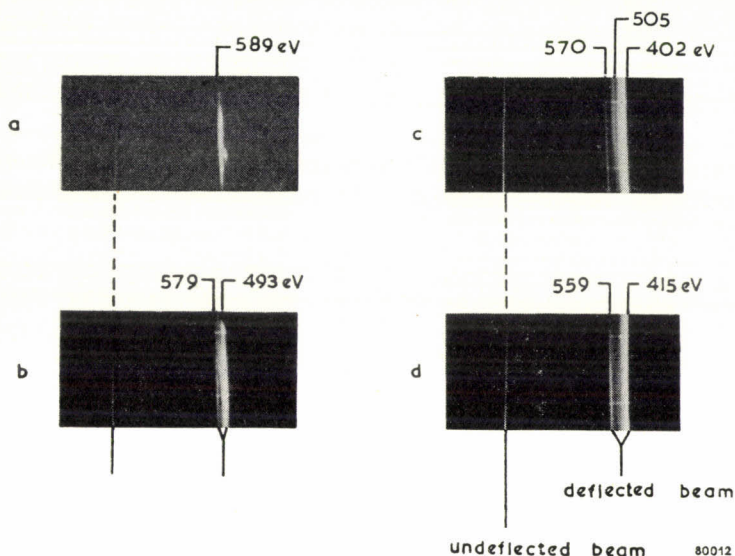 505
589 eV
570
402 eV
a
c
579
493 eV
559
415 eV
b
d
deflected beam
undeflected beam
80012